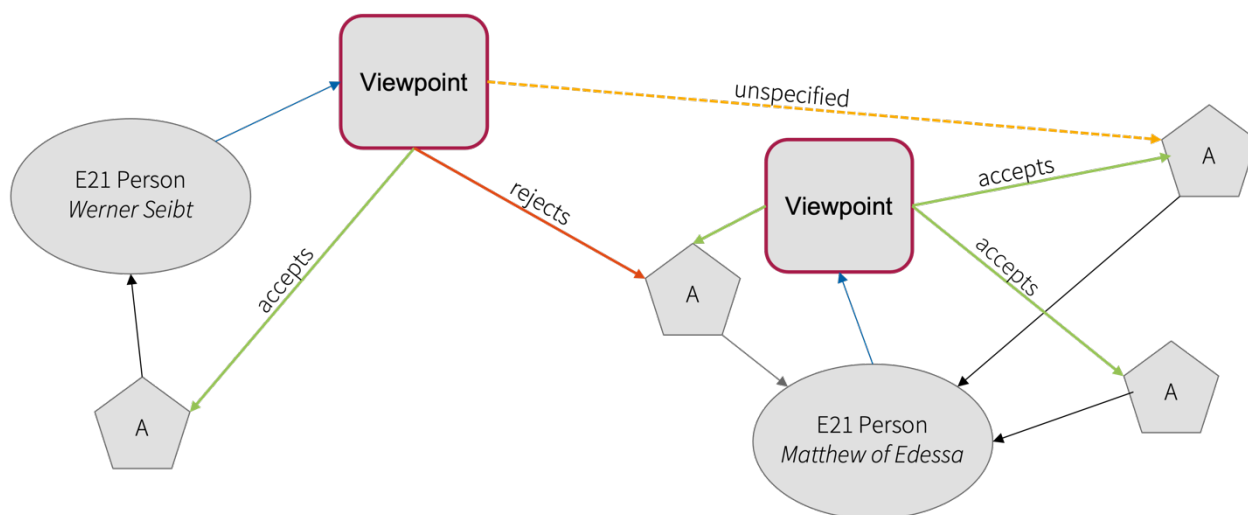 Viewpoint
unspecified
A
E21 Person
Werner Seibt
accepts
rejects
Viewpoint
accepts
accepts
A
A
A
E21 Person
Matthew of Edessa